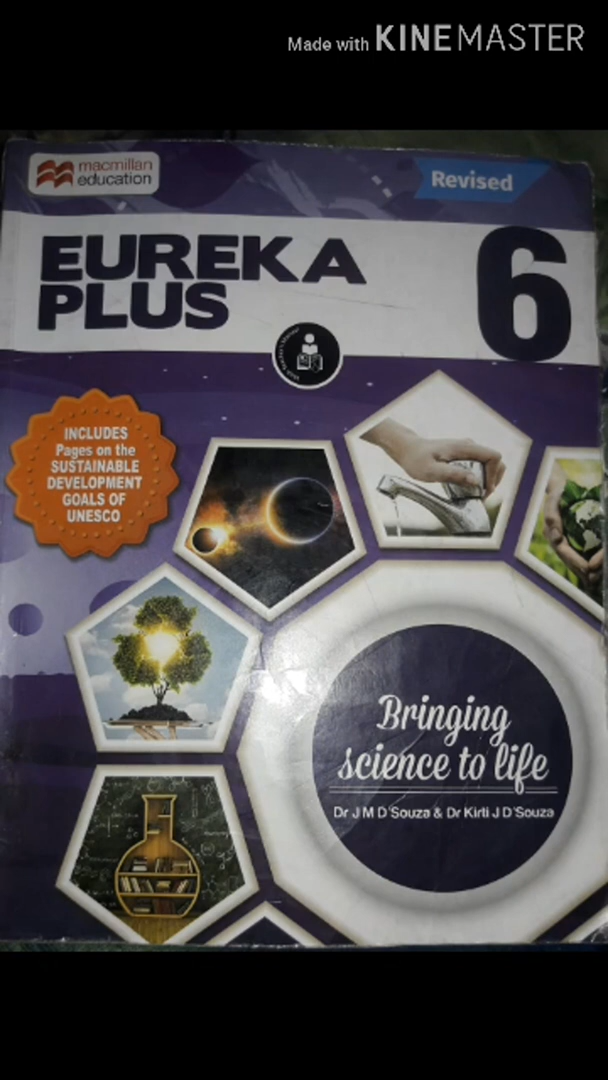 Made with KINEMASTER
macmillan
education
Revised
EUREKA
PLUS
6
INCLUDES
Pages on the
SUSTAINABLE
DEVELOPMENT
GOALS OF
UNESCO
Bringing
science to life
Dr J M D'Souza & Dr Kirti J D'Souza